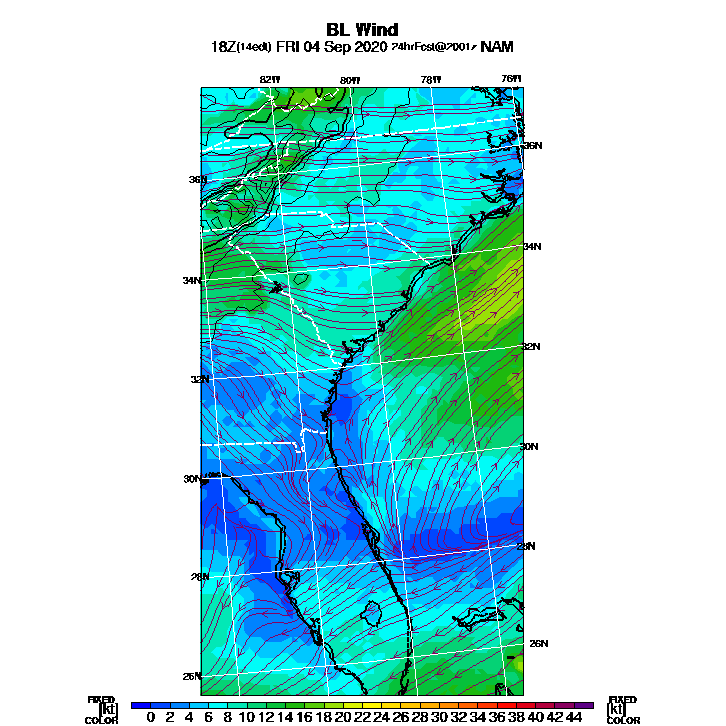 BL Wind
18Z(14edt) FRI 04 Sep 2020 24hrFcst@2001z NAM
82W 80W 78W 76W
36N
36N
34N
34N
32N
32N
30N
30N
28N
28N
26N
26N
FIXED FIXED
[kt] 0 2 4 6 8 10 12 14 16 18 20 22 24 26 28 30 32 34 36 38 40 42 44 [kt]
COLOR COLOR